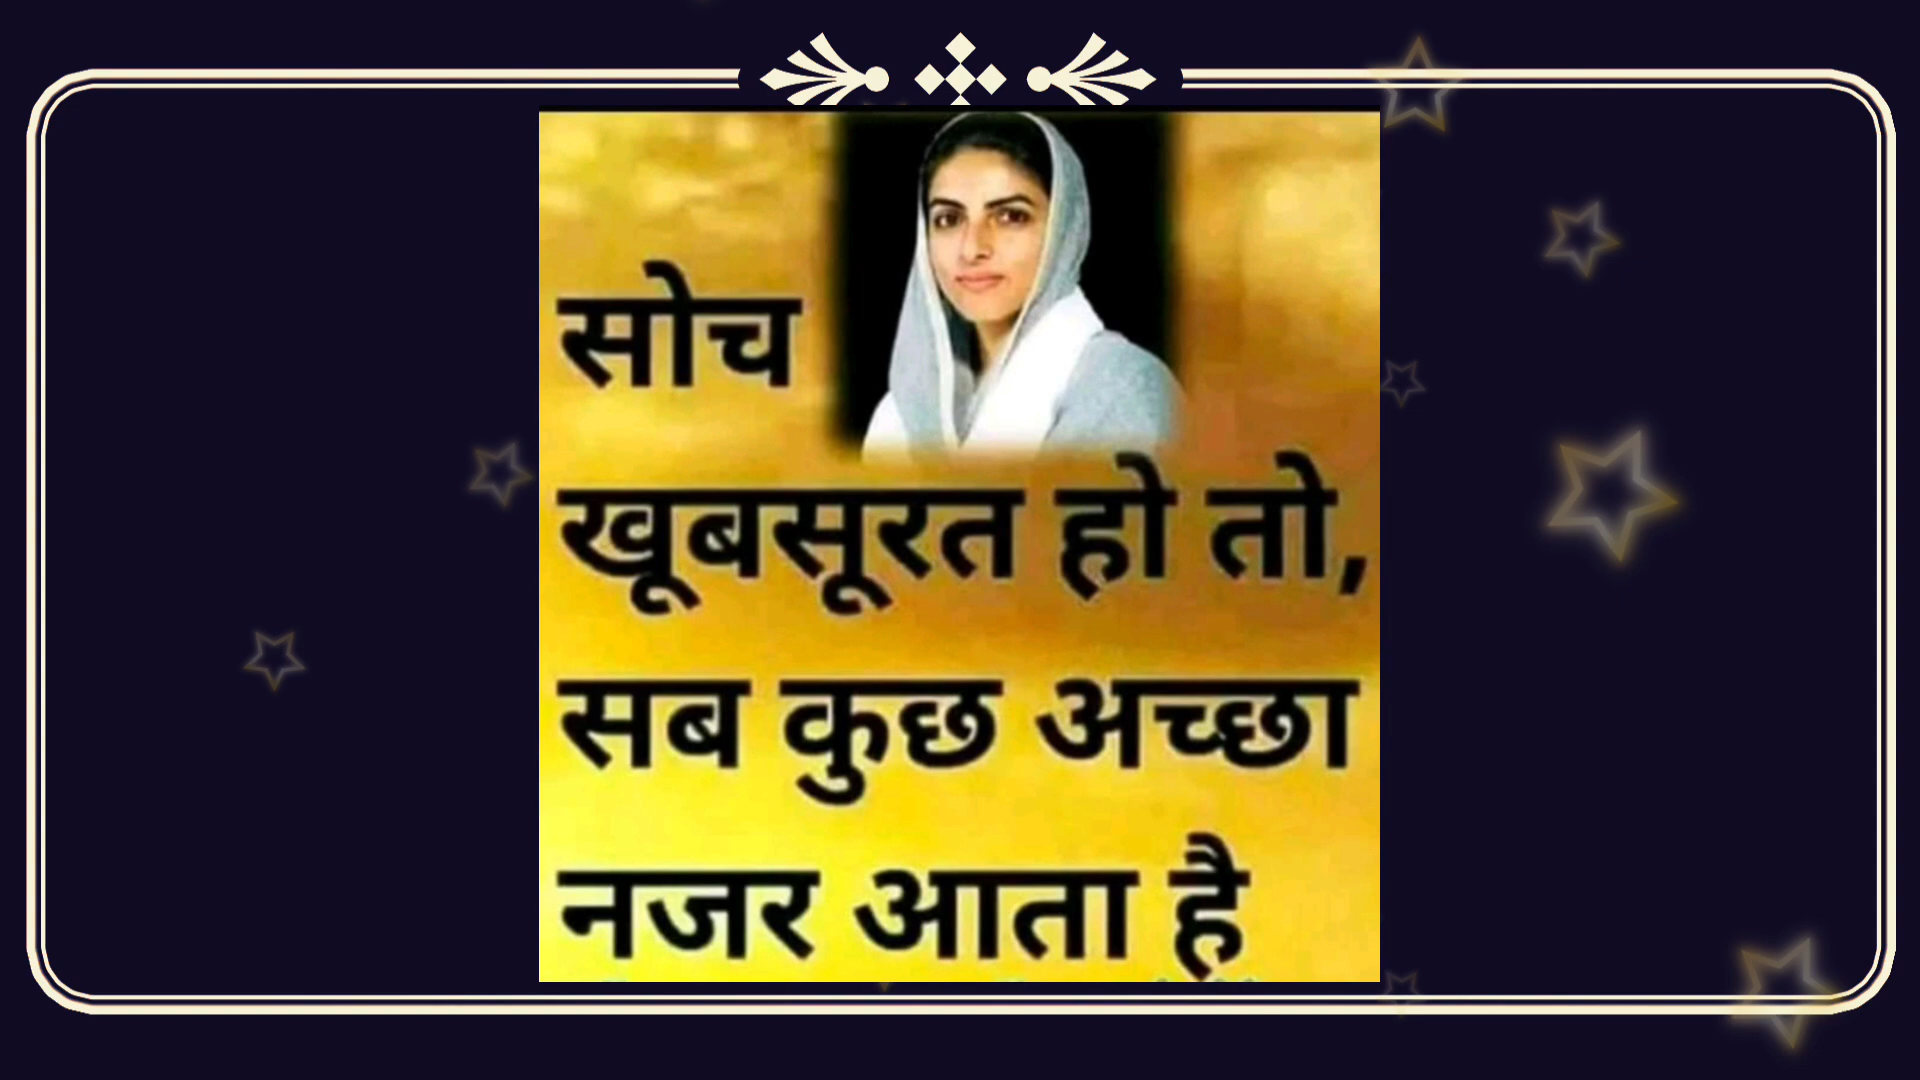 सोच
खूबसूरत हो तो,
सब कुछ अच्छा
नजर आता है